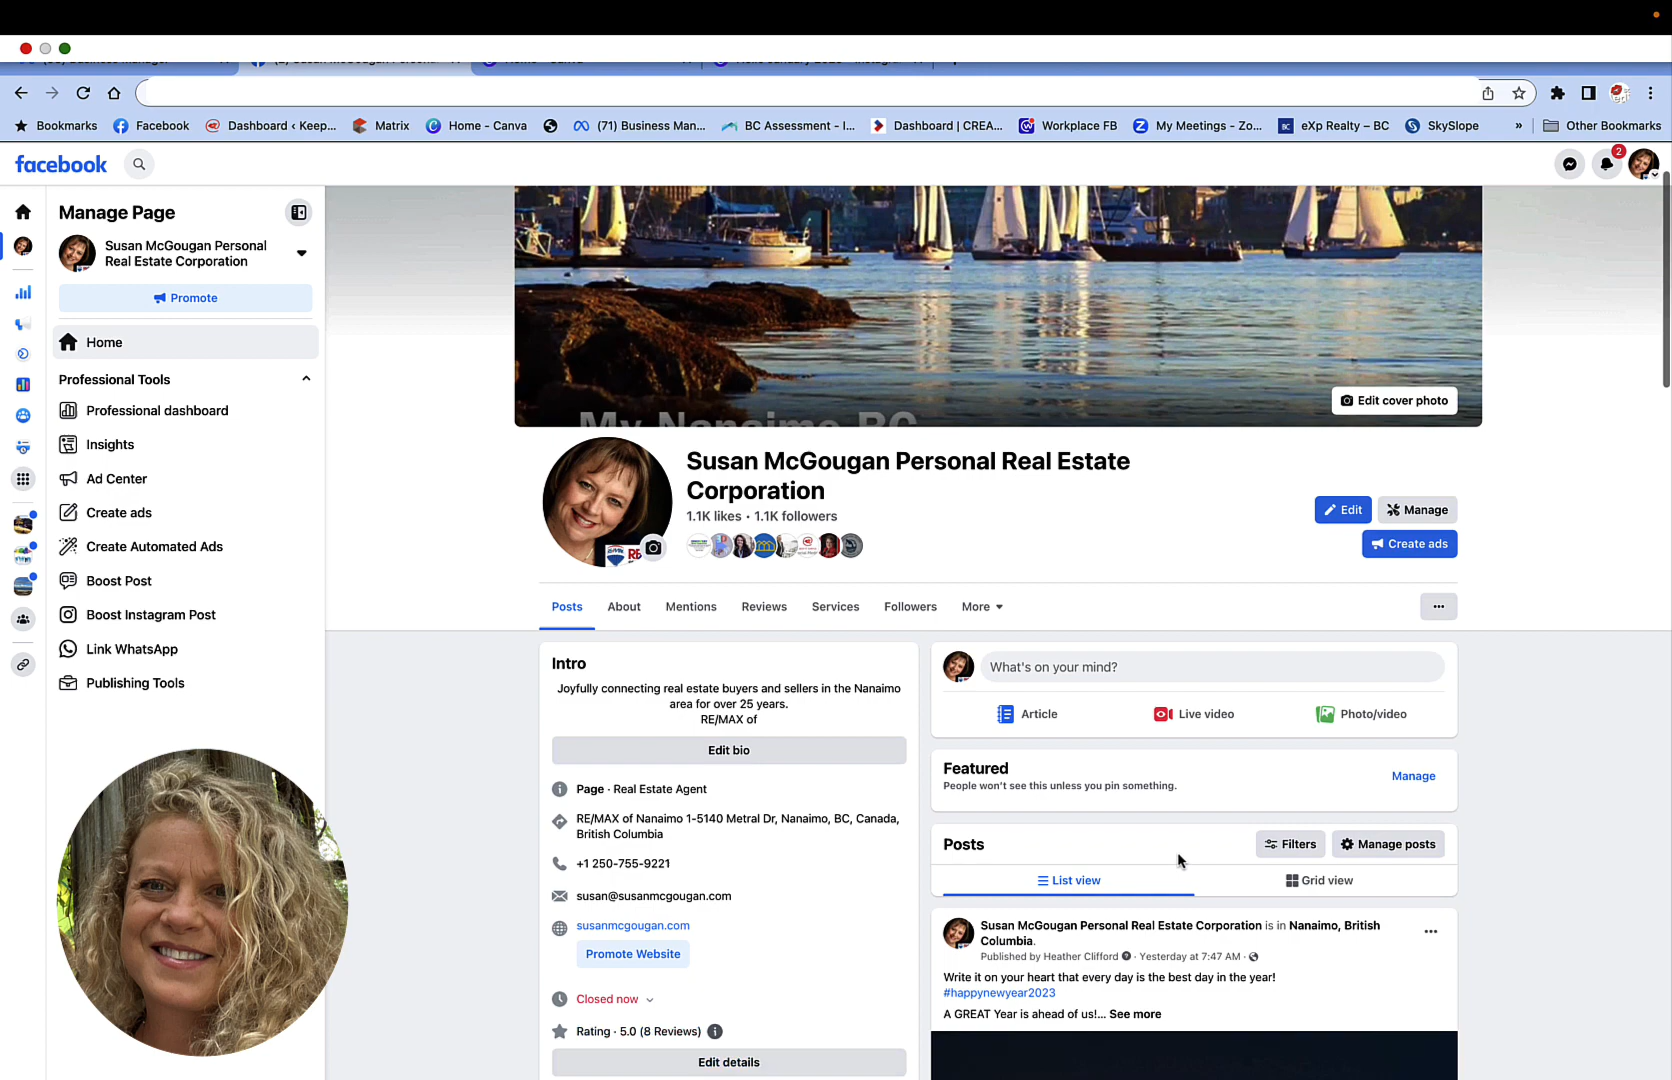 Bookmarks
Facebook
Dashboard ‹ Keep...
Matrix
Home - Canva
(71) Business Man...
BC Assessment - I...
Dashboard | CREA...
Workplace FB
My Meetings - Zo...
eXp Realty – BC
SkySlope
»
Other Bookmarks
facebook
2
Manage Page
Susan McGougan Personal
Real Estate Corporation
Promote
Home
Professional Tools
Professional dashboard
Insights
Ad Center
Create ads
Create Automated Ads
Boost Post
Boost Instagram Post
Link WhatsApp
Publishing Tools
My Nanaimo BC
Edit cover photo
Susan McGougan Personal Real Estate
Corporation
1.1K likes • 1.1K followers
Edit
Manage
Create ads
Posts
About
Mentions
Reviews
Services
Followers
More
Intro
Joyfully connecting real estate buyers and sellers in the Nanaimo
area for over 25 years.
RE/MAX of
Edit bio
Page · Real Estate Agent
RE/MAX of Nanaimo 1-5140 Metral Dr, Nanaimo, BC, Canada,
British Columbia
+1 250-755-9221
susan@susanmcgougan.com
susanmcgougan.com
Promote Website
Closed now
Rating · 5.0 (8 Reviews)
Edit details
What's on your mind?
Article
Live video
Photo/video
Featured
People won't see this unless you pin something.
Manage
Posts
Filters
Manage posts
List view
Grid view
Susan McGougan Personal Real Estate Corporation is in Nanaimo, British
Columbia.
Published by Heather Clifford · Yesterday at 7:47 AM ·
Write it on your heart that every day is the best day in the year!
#happynewyear2023
A GREAT Year is ahead of us!... See more